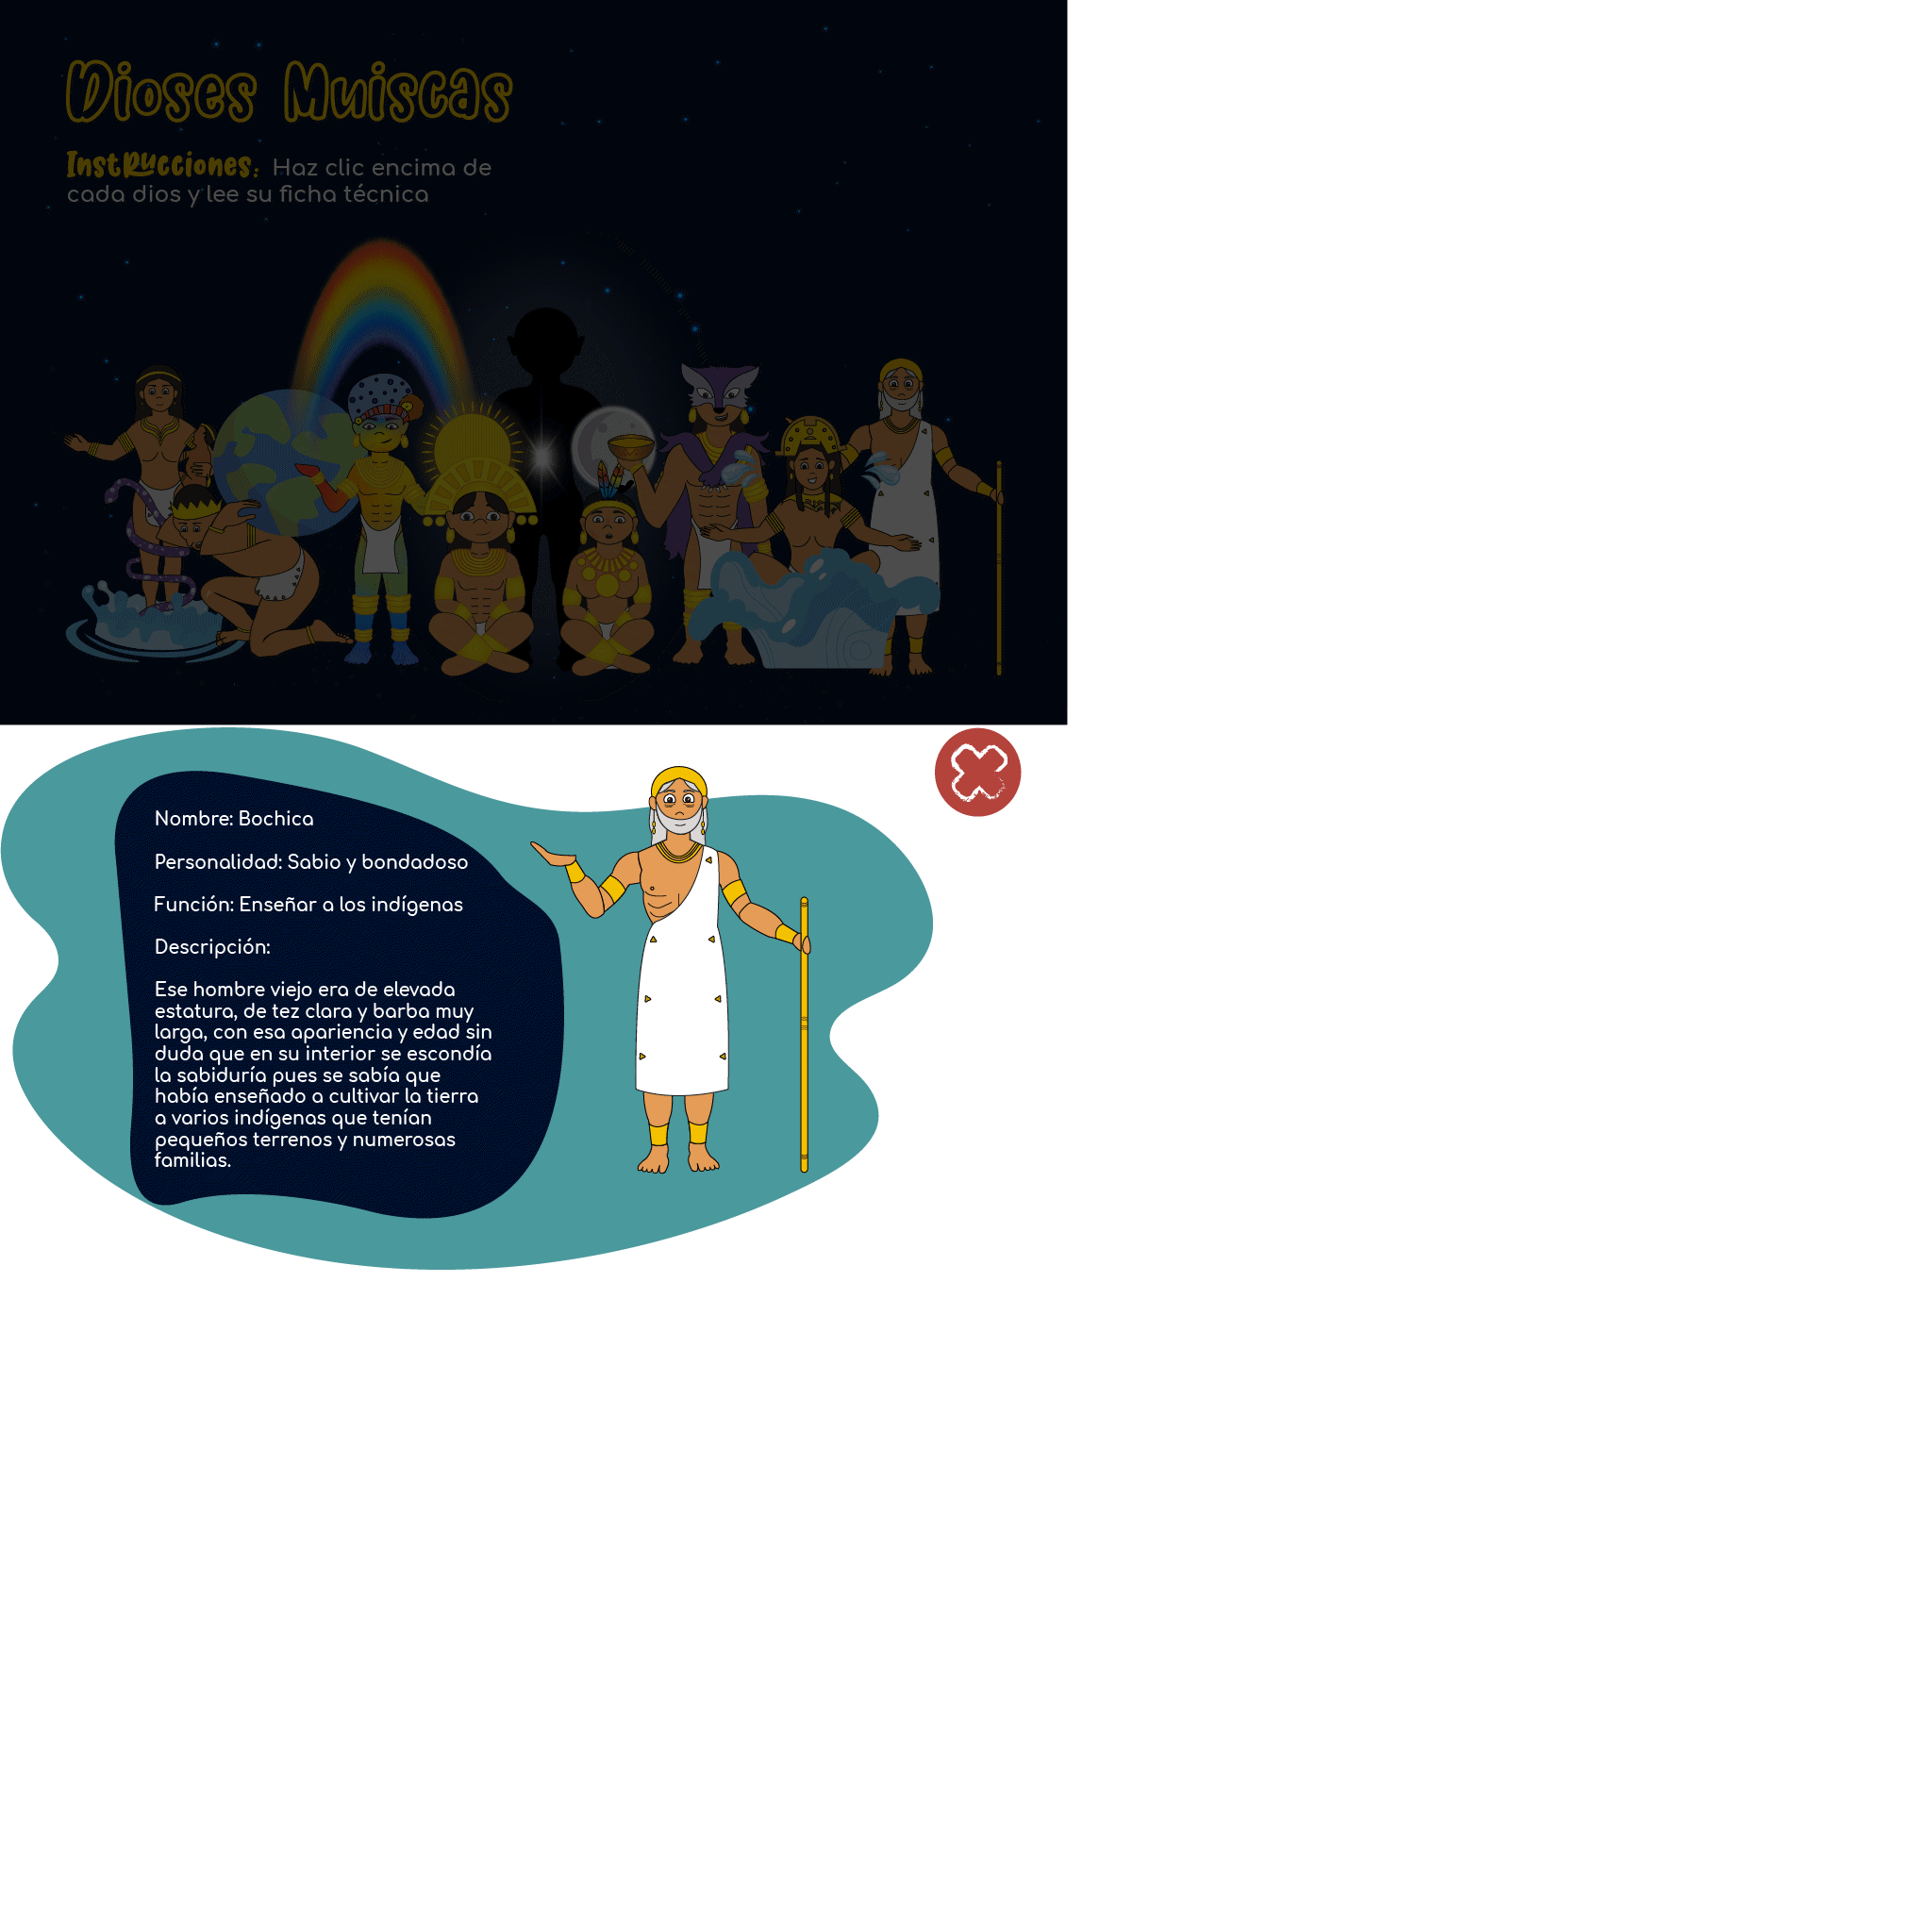 Dioses Muiscas
Instrucciones: Haz clic encima de
cada dios y lee su ficha técnica
Nombre: Bochica
Personalidad: Sabio y bondadoso
Función: Enseñar a los indígenas
Descripción:
Ese hombre viejo era de elevada
estatura, de tez clara y barba muy
larga, con esa apariencia y edad sin
duda que en su interior se escondía
la sabiduría pues se sabía que
había enseñado a cultivar la tierra
a varios indígenas que tenían
pequeños terrenos y numerosas
familias.